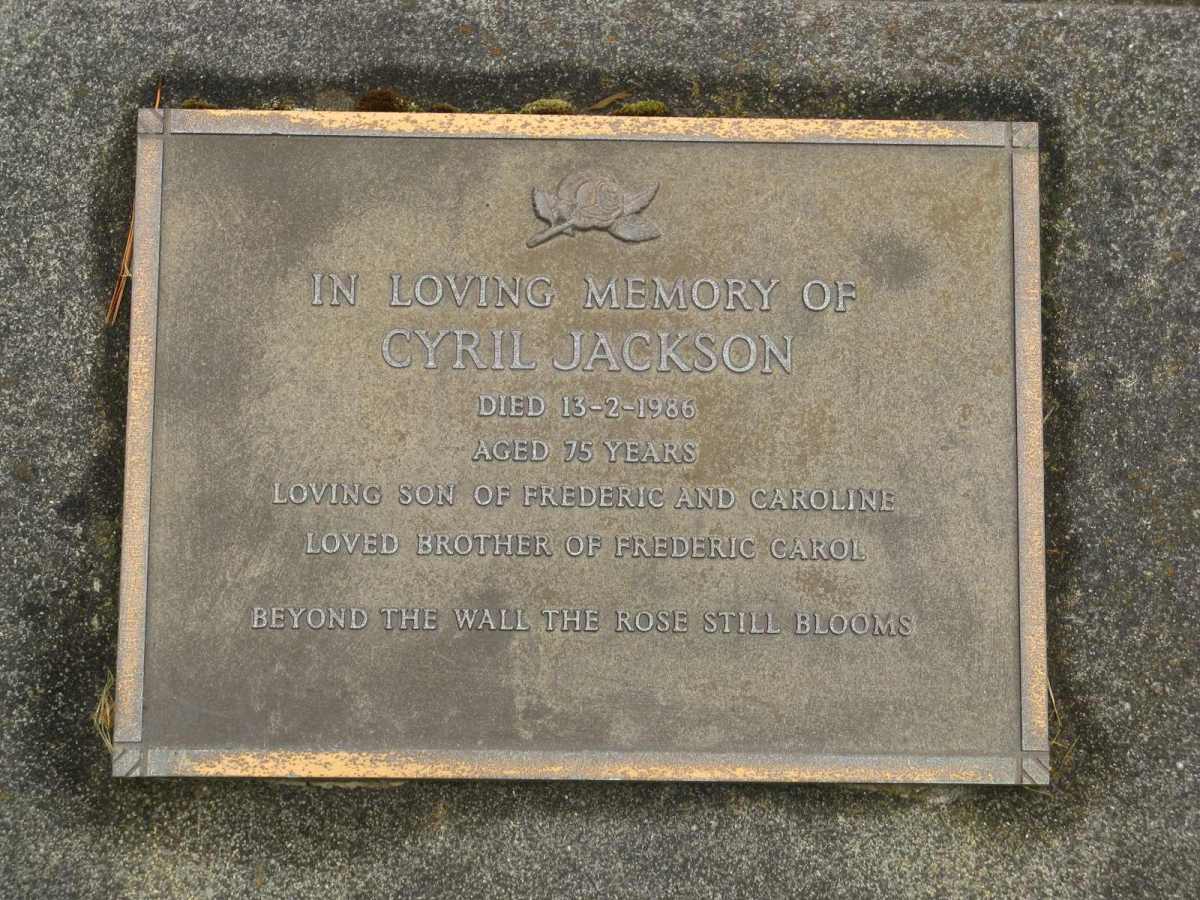 IN LOVING MEMORY OF
CYRIL JACKSON
DIED 13-2-1986
AGED 75 YEARS
LOVING SON OF FREDERIC AND CAROLINE
LOVED BROTHER OF FREDERIC CAROL
BEYOND THE WALL THE ROSE STILL BLOOMS